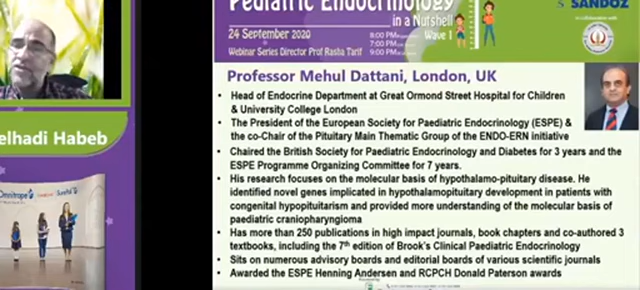 Pediatric Endocrinology
in a Nutshell
SANDOZ
24 September 2020
8:00 PM
7:00 PM
9:00 PM
Wave I
Webinar Series Director Prof Rasha Tarif
elhadi Habeb
Omnitrope
Professor Mehul Dattani, London, UK
• Head of Endocrine Department at Great Ormond Street Hospital for Children
& University College London
• The President of the European Society for Paediatric Endocrinology (ESPE) &
the co-Chair of the Pituitary Main Thematic Group of the ENDO-ERN initiative
• Chaired the British Society for Paediatric Endocrinology and Diabetes for 3 years and the
ESPE Programme Organizing Committee for 7 years.
• His research focuses on the molecular basis of hypothalamo-pituitary disease. He
identified novel genes implicated in hypothalamopituitary development in patients with
congenital hypopituitarism and provided more understanding of the molecular basis of
paediatric craniopharyngioma
• Has more than 250 publications in high impact journals, book chapters and co-authored 3
textbooks, including the 7th edition of Brook's Clinical Paediatric Endocrinology
• Sits on numerous advisory boards and editorial boards of various scientific journals
• Awarded the ESPE Henning Andersen and RCPCH Donald Paterson awards